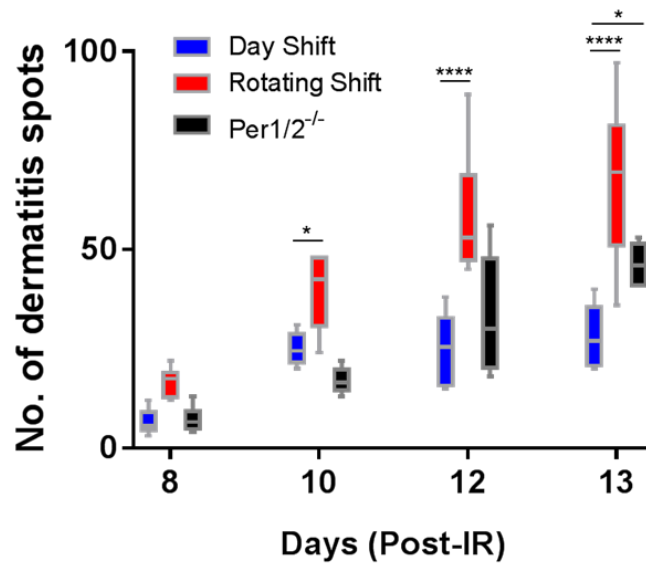 No. of dermatitis spots
100
50
0
Day Shift
Rotating Shift
Per1/2-/-
*
****
****
*
8 10 12 13
Days (Post-IR)